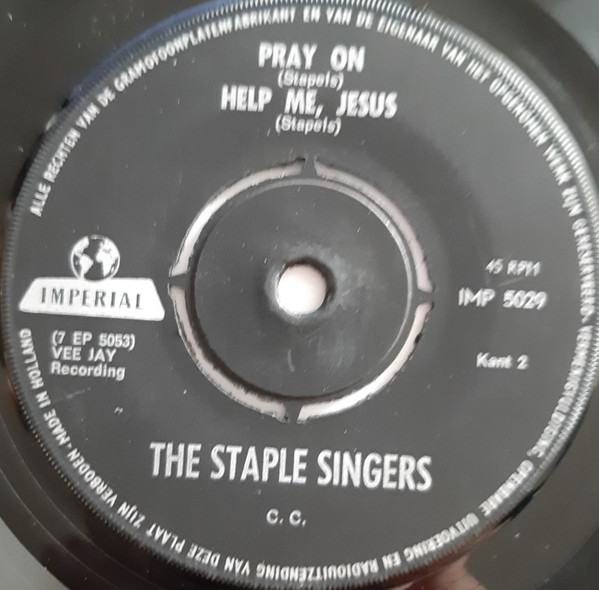 ALLE RECHTEN VAN DE GRAMOFOONPLATENFABRIKANT EN VAN DE EIGENAAR VAN HET OPGENOMEN WERK ZIJN GERESERVEERD. VERMENIGVULDIGING, OPENBARE UITVOERING EN RADIOUITZENDING VAN DEZE PLAAT ZIJN VERBODEN - MADE IN HOLLAND
PRAY ON
(Stapels)
HELP ME, JESUS
(Stapels)
IMPERIAL
45 RPM
IMP 5029
(7 EP 5053)
VEE JAY
Recording
Kant 2
THE STAPLE SINGERS
C. C.